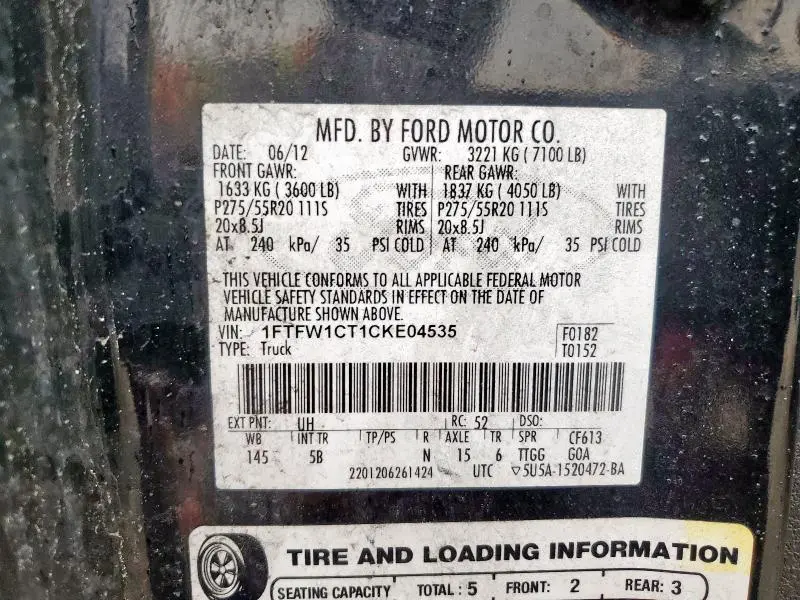 MFD. BY FORD MOTOR CO.
DATE: 06/12 GVWR: 3221 KG ( 7100 LB)
FRONT GAWR: REAR GAWR:
1633 KG ( 3600 LB) WITH 1837 KG ( 4050 LB) WITH
P275/55R20 111S TIRES P275/55R20 111S TIRES
20x8.5J RIMS 20x8.5J RIMS
AT 240 kPa/ 35 PSI COLD AT 240 kPa/ 35 PSI COLD
THIS VEHICLE CONFORMS TO ALL APPLICABLE FEDERAL MOTOR
VEHICLE SAFETY STANDARDS IN EFFECT ON THE DATE OF
MANUFACTURE SHOWN ABOVE.
VIN: 1FTFW1CT1CKE04535 F0182
TYPE: Truck T0152
EXT PNT: UH RC: 52 DSO:
WB INT TR TP/PS R AXLE TR SPR CF613
145 5B N 15 6 TTGG GOA
2201206261424 UTC ▽5U5A-1520472-BA
TIRE AND LOADING INFORMATION
SEATING CAPACITY TOTAL : 5 FRONT: 2 REAR: 3